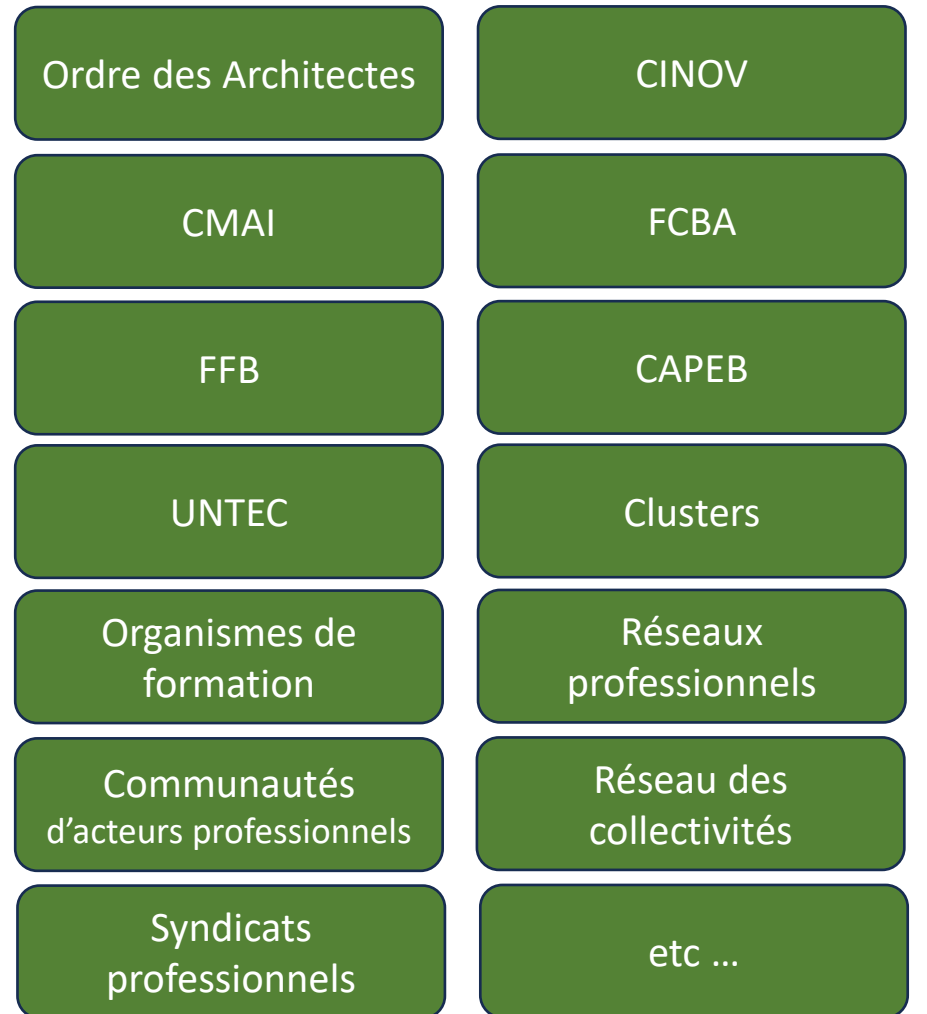 Ordre des Architectes
CINOV
CMAI
FCBA
FFB
CAPEB
UNTEC
Clusters
Organismes de
formation
Réseaux
professionnels
Communautés
d’acteurs professionnels
Réseau des
collectivités
Syndicats
professionnels
etc …